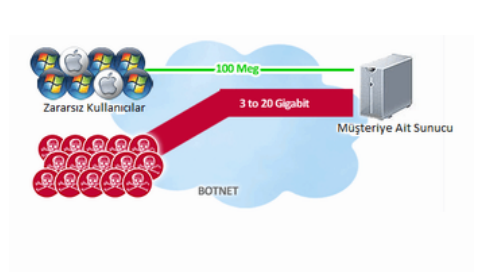 100 Meg
Zararsız Kullanıcılar
3 to 20 Gigabit
Müşteriye Ait Sunucu
BOTNET